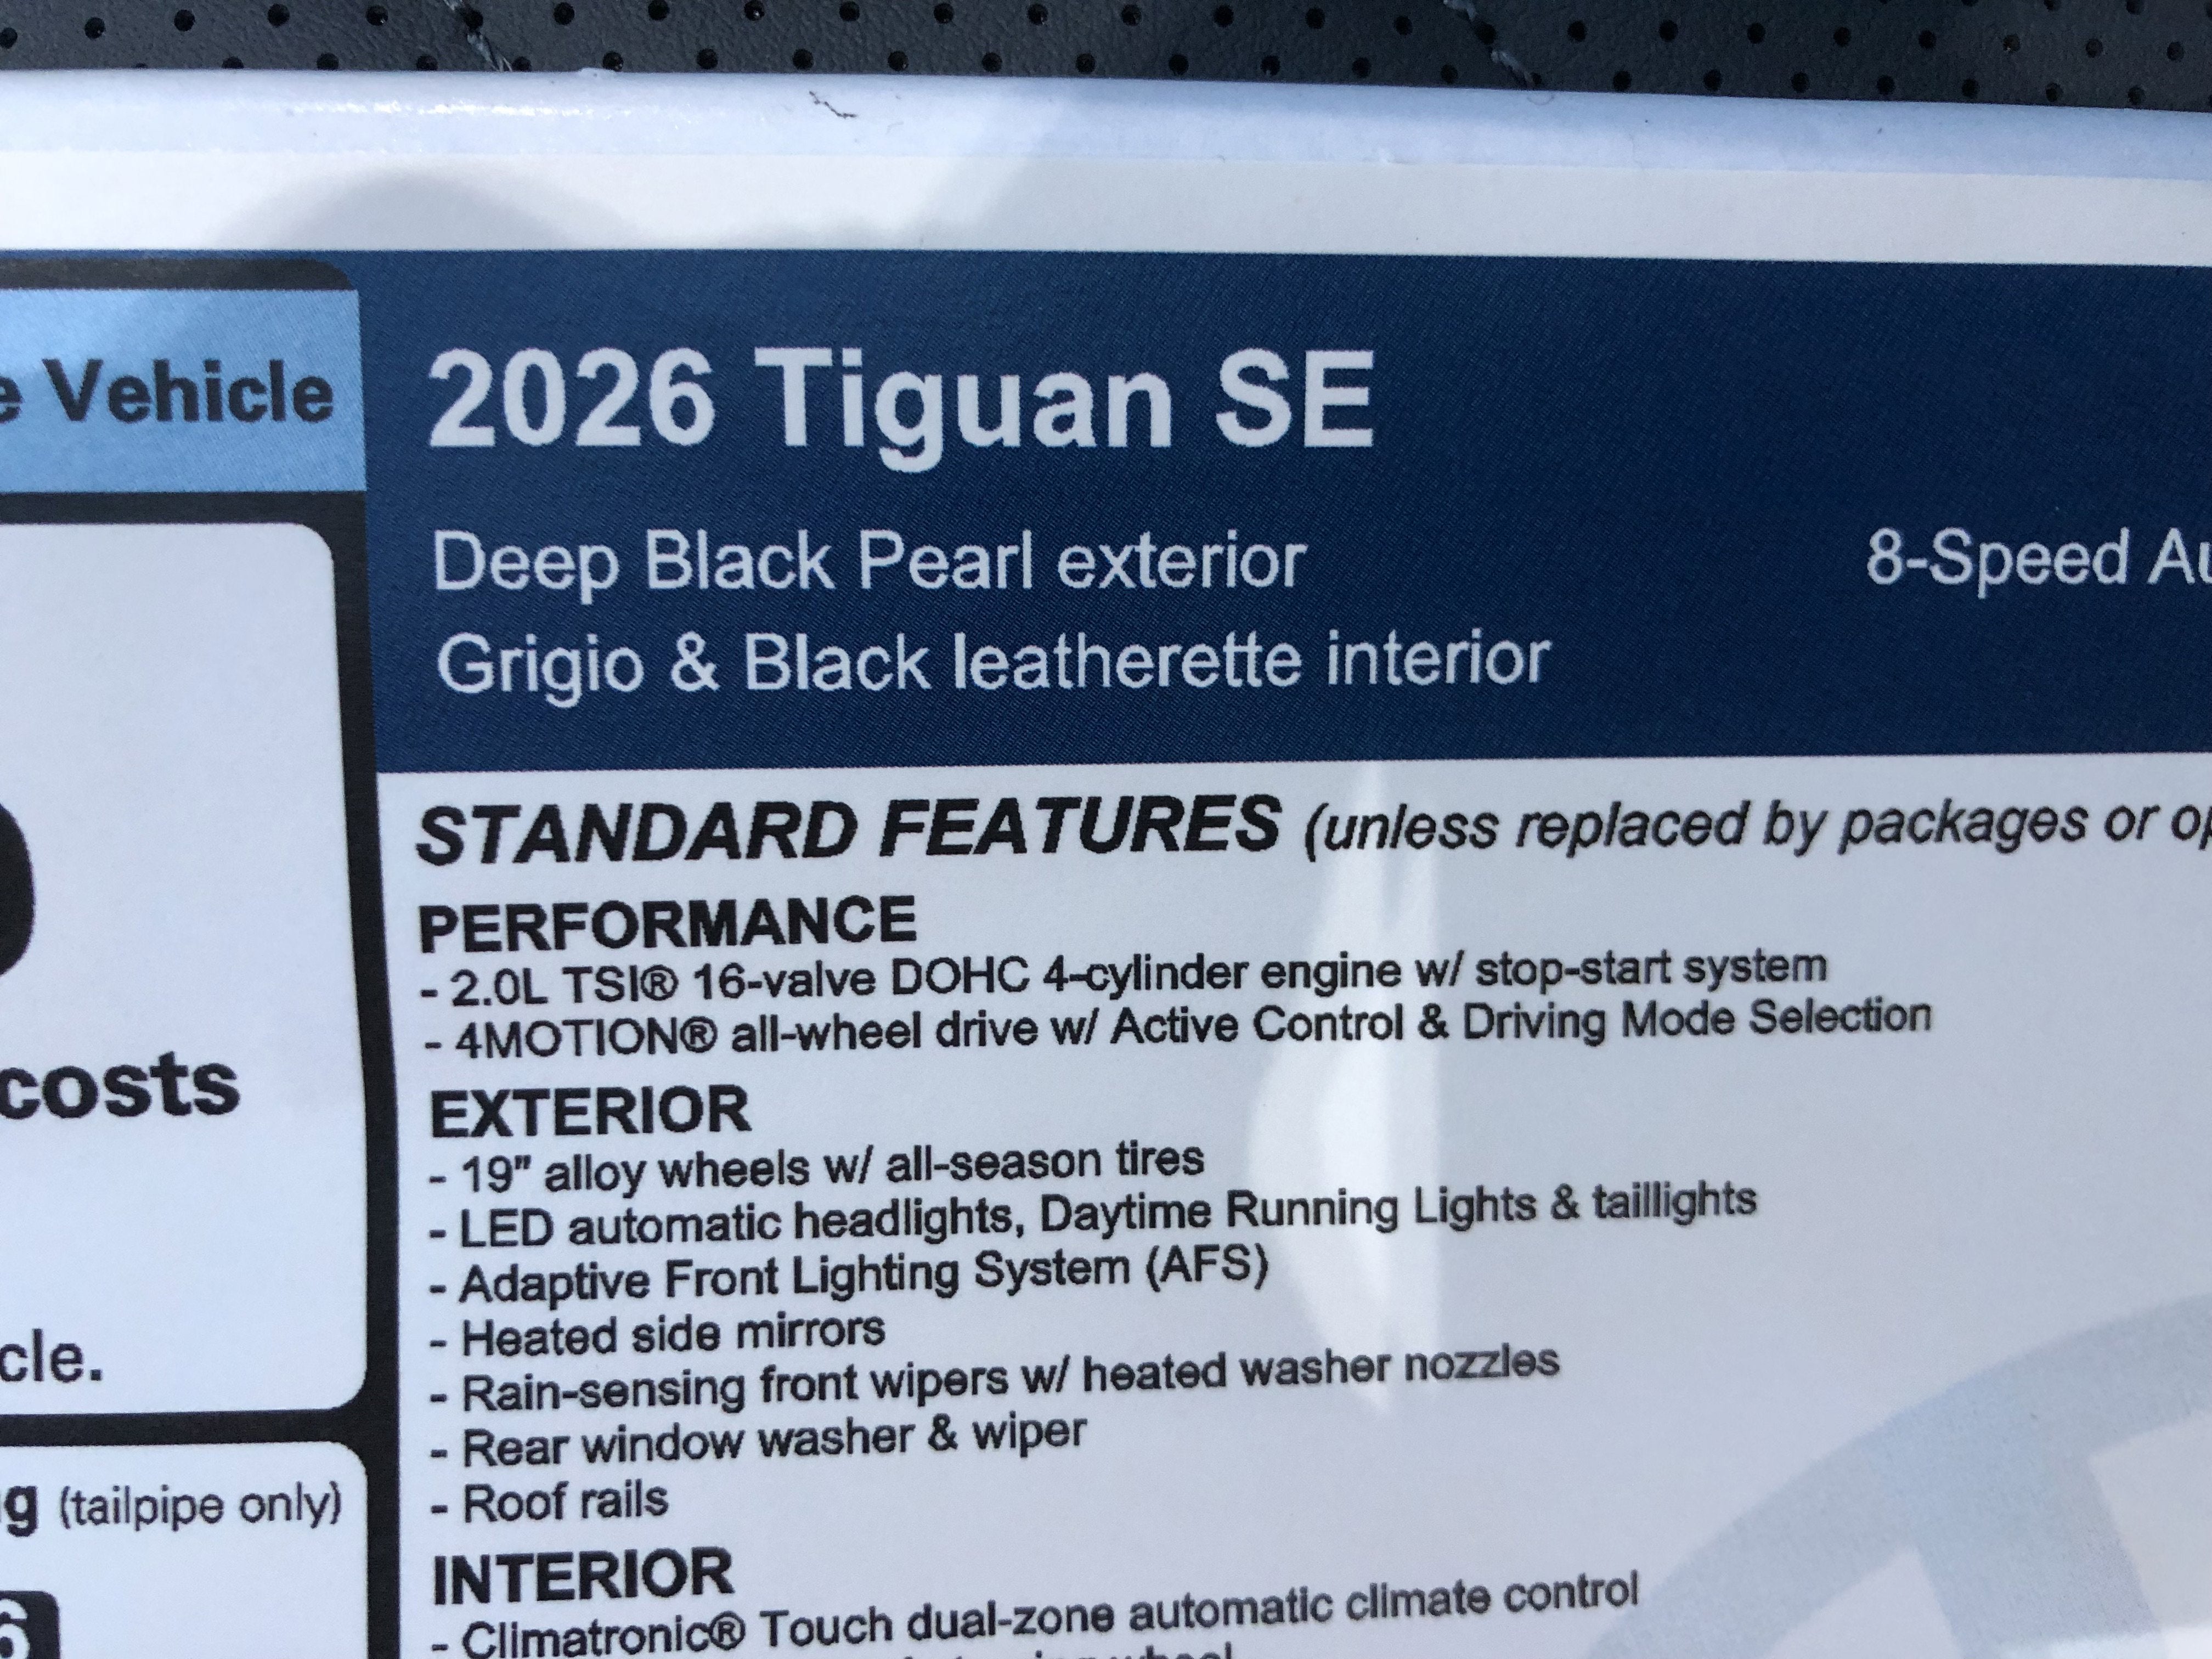 Vehicle
2026 Tiguan SE
Deep Black Pearl exterior
8-Speed
Grigio & Black leatherette interior
STANDARD FEATURES (unless replaced by packages or
PERFORMANCE
- 2.0L TSI® 16-valve DOHC 4-cylinder engine w/ stop-start system
- 4MOTION® all-wheel drive w/ Active Control & Driving Mode Selection
EXTERIOR
- 19" alloy wheels w/ all-season tires
- LED automatic headlights, Daytime Running Lights & taillights
- Adaptive Front Lighting System (AFS)
- Heated side mirrors
- Rain-sensing front wipers w/ heated washer nozzles
- Rear window washer & wiper
- Roof rails
INTERIOR
- Climatronic® Touch dual-zone automatic climate control
costs
cle.
g (tailpipe only)
6